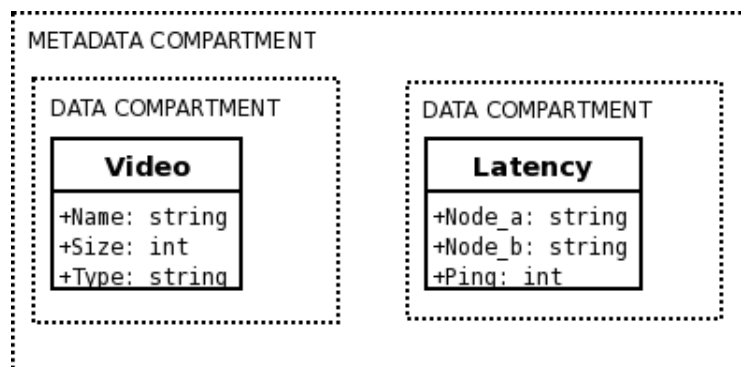 METADATA COMPARTMENT
DATA COMPARTMENT
Video
+Name: string
+Size: int
+Type: string
DATA COMPARTMENT
Latency
+Node_a: string
+Node_b: string
+Ping: int